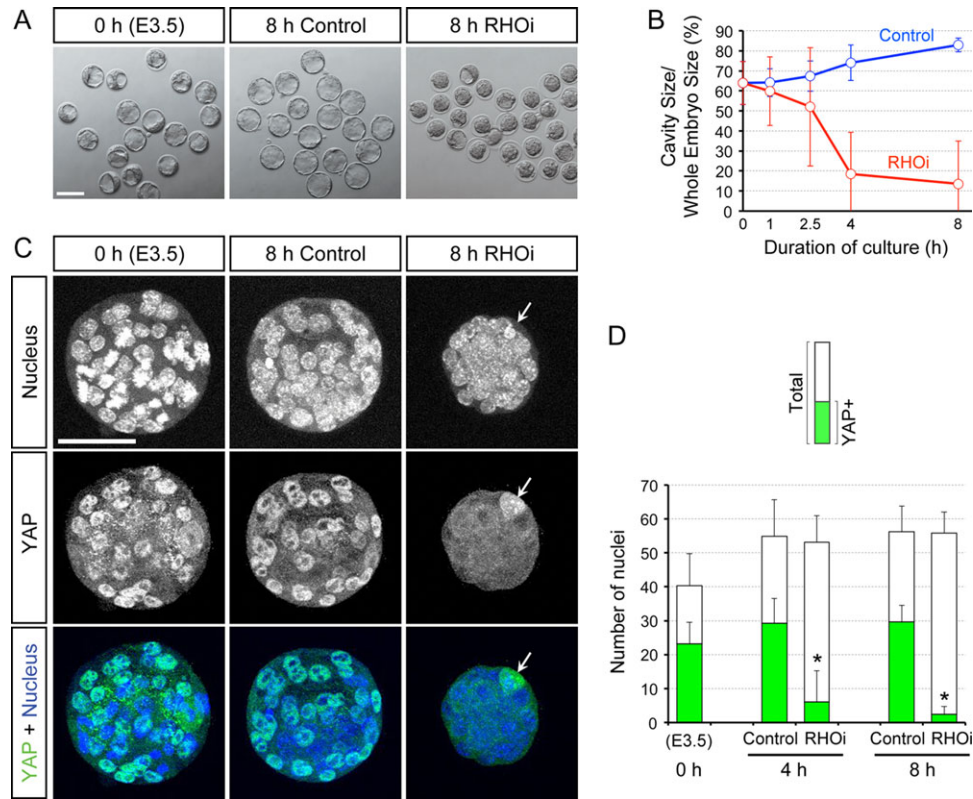 A
0 h (E3.5)
8 h Control
8 h RHOi
B
Cavity Size/
Whole Embryo Size (%)
90
80
70
60
50
40
30
20
10
0
Control
RHOi
0 1 2.5 4 8
Duration of culture (h)
C
0 h (E3.5)
8 h Control
8 h RHOi
Nucleus
YAP
YAP + Nucleus
D
Total
YAP+
Number of nuclei
70
60
50
40
30
20
10
0
*
*
(E3.5) Control RHOi Control RHOi
0 h 4 h 8 h